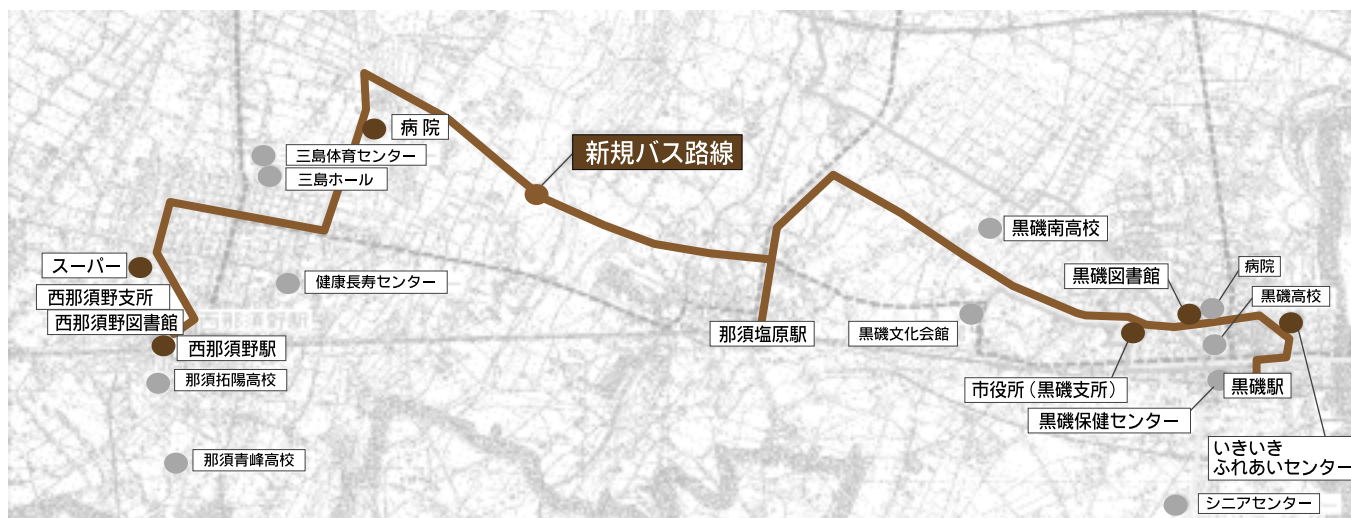 病院
三島体育センター
三島ホール
新規バス路線
スーパー
西那須野支所
西那須野図書館
西那須野駅
健康長寿センター
那須拓陽高校
那須青峰高校
那須塩原駅
黒磯南高校
黒磯図書館
病院
黒磯高校
黒磯文化会館
市役所（黒磯支所）
黒磯駅
黒磯保健センター
いきいき
ふれあいセンター
シニアセンター
西那須野駅